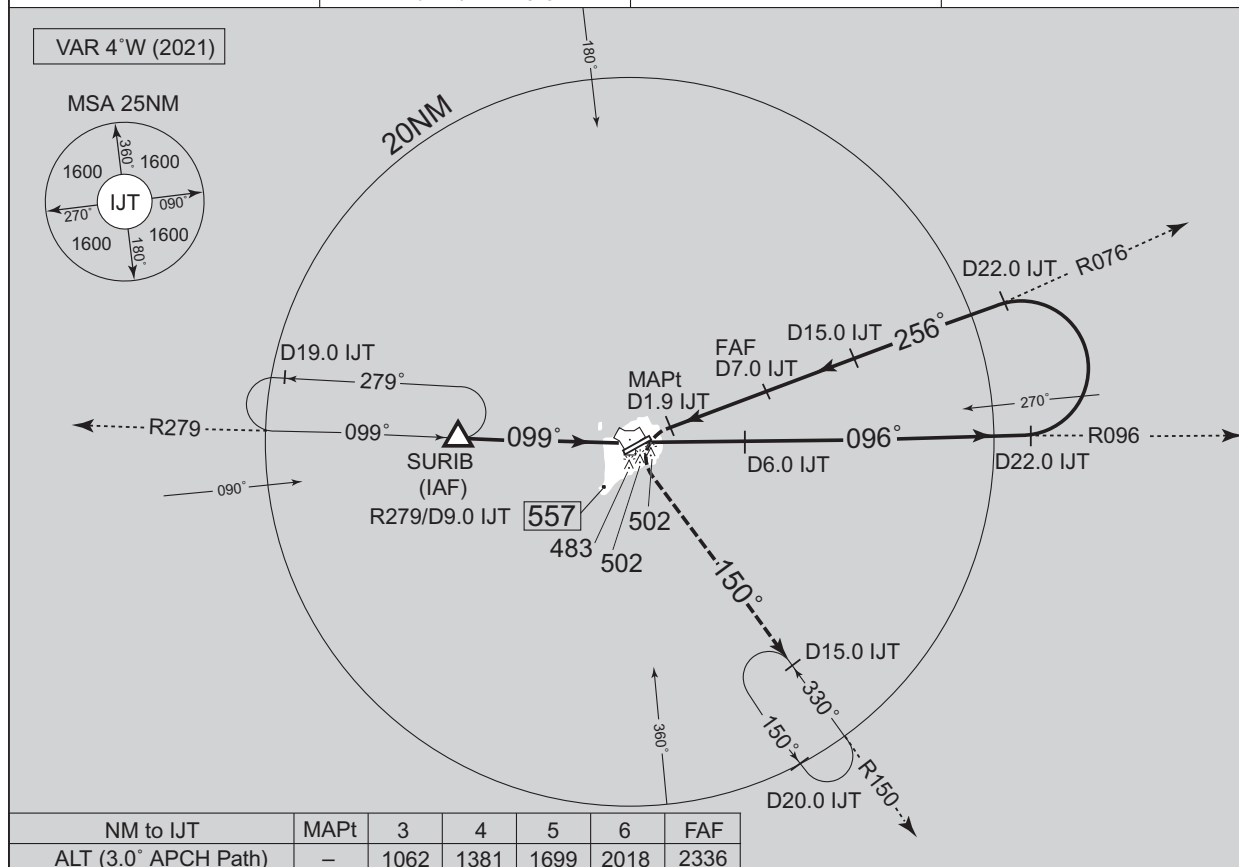 VAR 4˚W (2021)
MSA 25NM
1600
360˚
1600
IJT
270˚
090˚
1600
180˚
1600
20NM
180˚
D22.0 IJT
R076
D15.0 IJT
256˚
FAF
D7.0 IJT
MAPt
D1.9 IJT
D19.0 IJT
279˚
270˚
R279
099˚
099˚
096˚
R096
SURIB
(IAF)
R279/D9.0 IJT
D6.0 IJT
D22.0 IJT
090˚
557
483
502
502
150˚
D15.0 IJT
330˚
150˚
360˚
R150
D20.0 IJT
NM to IJT MAPt 3 4 5 6 FAF
ALT (3.0˚ APCH Path) – 1062 1381 1699 2018 2336